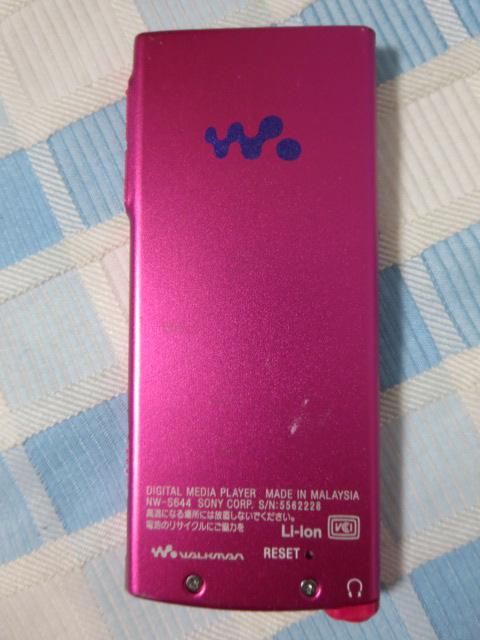 DIGITAL MEDIA PLAYER MADE IN MALAYSIA
NW-S644 SONY CORP. S/N:5562228
高温になる場所には放置しないでください。
電池のリサイクルにご協力を
Li-ion VCCI
WALKMAN RESET